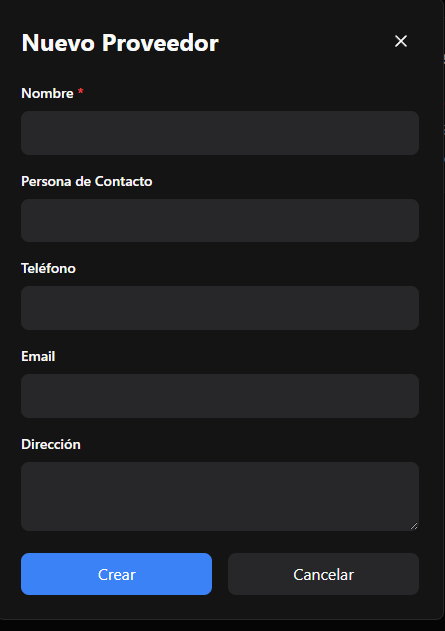 Nuevo Proveedor
Nombre *
Persona de Contacto
Teléfono
Email
Dirección
Crear Cancelar